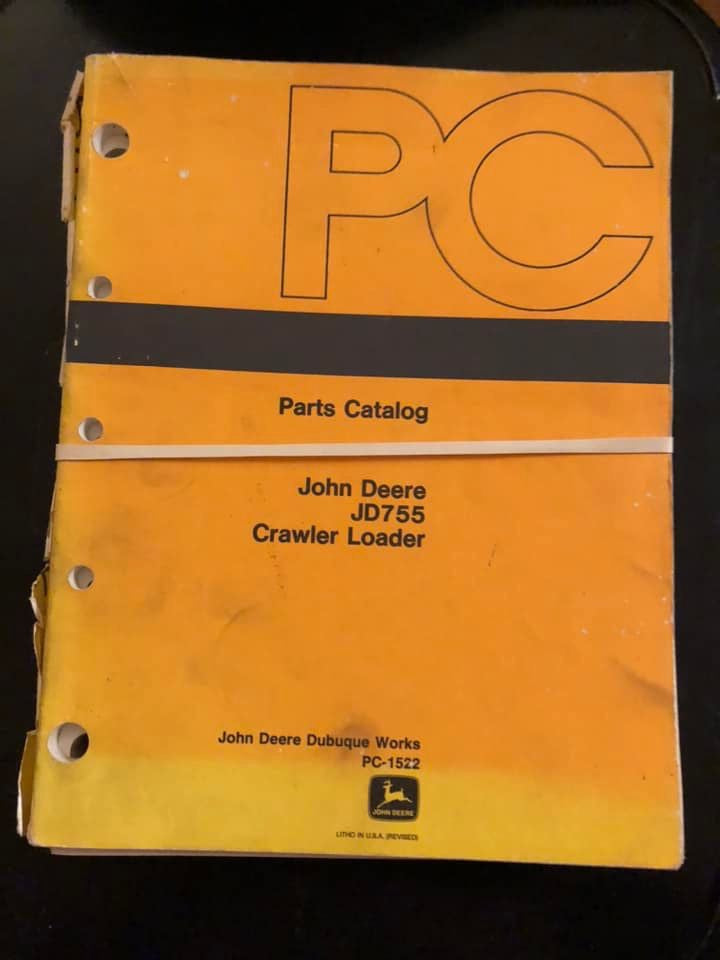 PC
Parts Catalog
John Deere
JD755
Crawler Loader
John Deere Dubuque Works
PC-1522
JOHN DEERE
LITHO IN U.S.A. (REVISED)